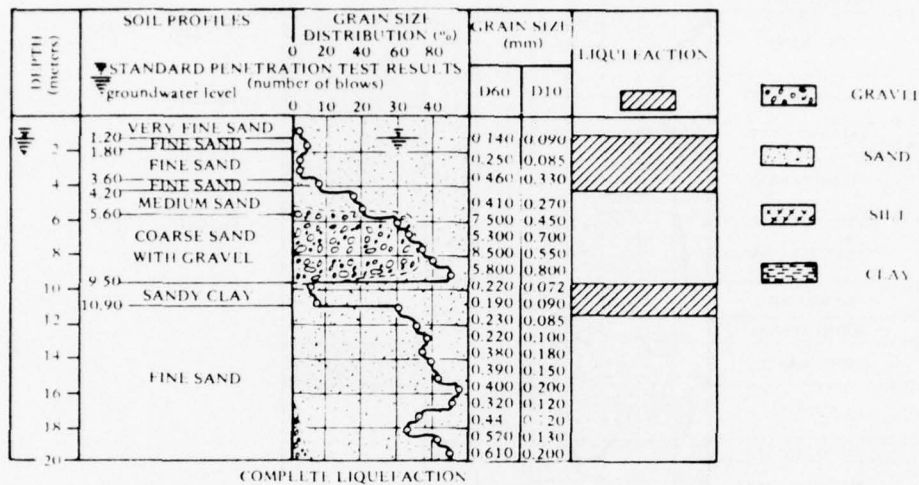 DEPTH (meters)
SOIL PROFILES
GRAIN SIZE DISTRIBUTION (%)
0 20 40 60 80
STANDARD PENETRATION TEST RESULTS
(number of blows)
groundwater level
0 10 20 30 40
GRAIN SIZE (mm)
D60 D10
LIQUEFACTION
VERY FINE SAND
1.20
FINE SAND
1.80
FINE SAND
3.60
FINE SAND
4.20
MEDIUM SAND
5.60
COARSE SAND
WITH GRAVEL
9.50
SANDY CLAY
10.90
FINE SAND
2
4
6
8
10
12
14
16
18
20
0.140 0.090
0.250 0.085
0.460 0.330
0.410 0.270
7.500 0.450
5.300 0.700
8.500 0.550
5.800 0.800
0.220 0.072
0.190 0.090
0.230 0.085
0.220 0.100
0.380 0.180
0.390 0.150
0.400 0.200
0.320 0.120
0.44 0.120
0.570 0.130
0.610 0.200
GRAVEL
SAND
SILT
CLAY
COMPLETE LIQUEFACTION